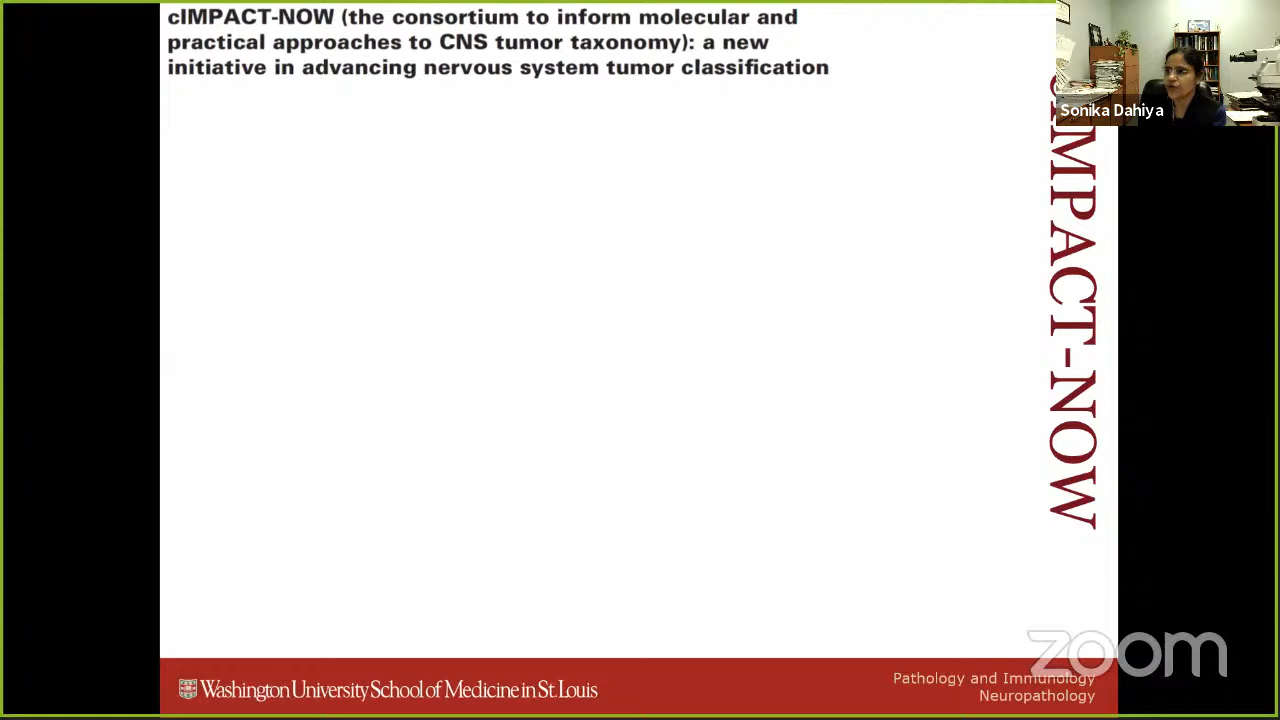 cIMPACT-NOW (the consortium to inform molecular and
practical approaches to CNS tumor taxonomy): a new
initiative in advancing nervous system tumor classification
Sonika Dahiya
cIMPACT-NOW
zoom
Washington University School of Medicine in St. Louis
Pathology and Immunology
Neuropathology